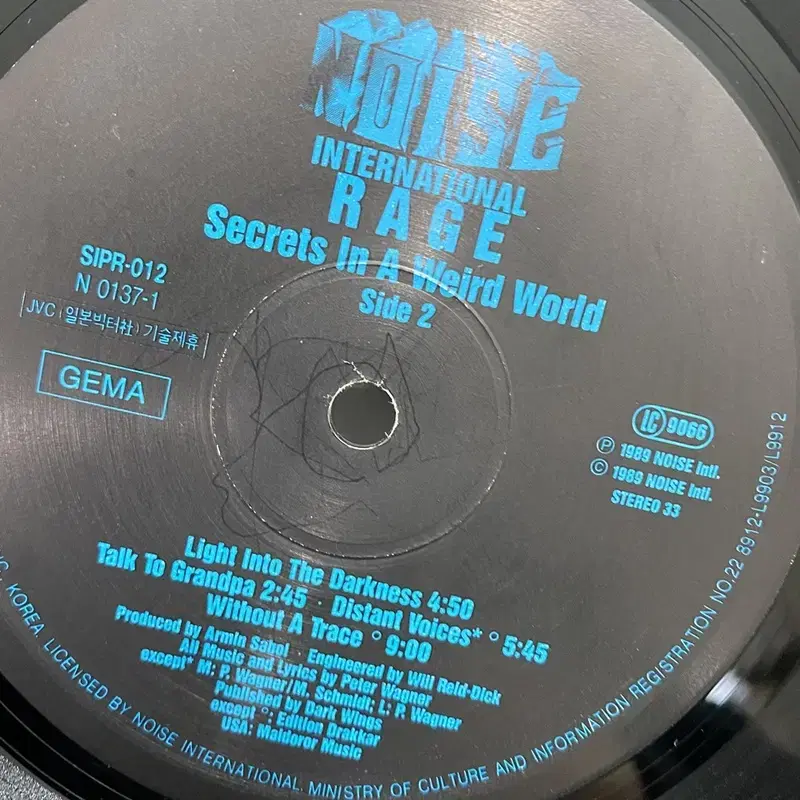 NOISE
INTERNATIONAL
RAGE
Secrets In A Weird World
Side 2
SIPR-012
N 0137-1
JVC (일본빅터社) 기술제휴
GEMA
LC 9066
Ⓟ 1989 NOISE Intl.
© 1989 NOISE Intl.
STEREO 33
Light Into The Darkness 4:50
Talk To Grandpa 2:45 · Distant Voices* ° 5:45
Without A Trace ° 9:00
Produced by Armin Sabol Engineered by Will Reid-Dick
All Music and Lyrics by Peter Wagner
except* M: P. Wagner/M. Schmidt; L: P. Wagner
Published by Dark Wings
except °: Edition Drakkar
USA: Maldoror Music
KOREA. LICENSED BY NOISE INTERNATIONAL. MINISTRY OF CULTURE AND INFORMATION REGISTRATION NO.22 8912-L9903/L9912